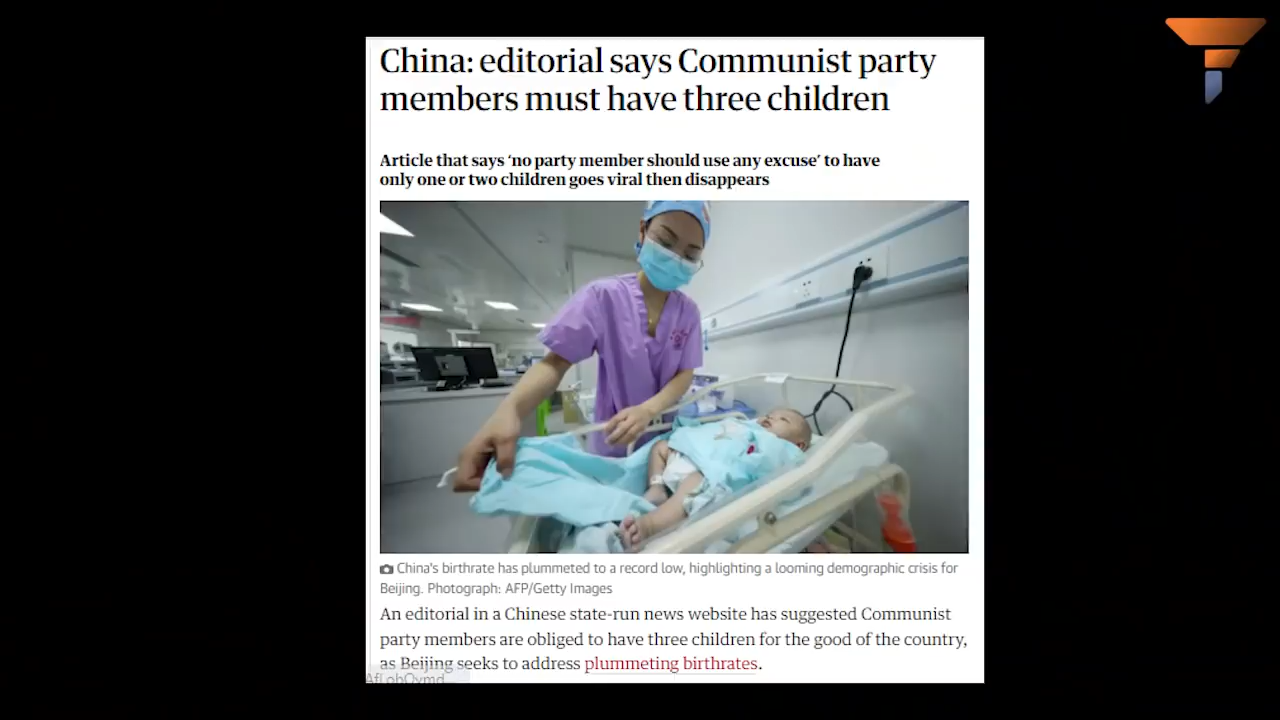 China: editorial says Communist party
members must have three children
Article that says ‘no party member should use any excuse’ to have
only one or two children goes viral then disappears
China's birthrate has plummeted to a record low, highlighting a looming demographic crisis for
Beijing. Photograph: AFP/Getty Images
An editorial in a Chinese state-run news website has suggested Communist
party members are obliged to have three children for the good of the country,
as Beijing seeks to address plummeting birthrates.